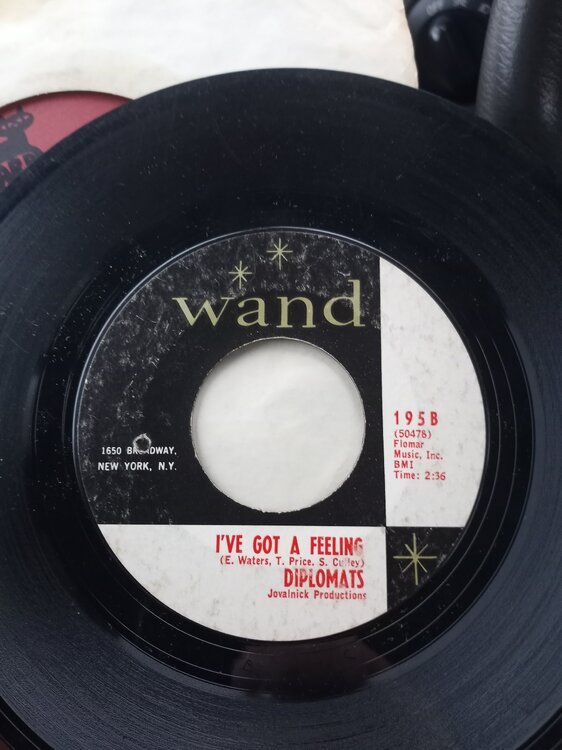 wand
1650 BROADWAY,
NEW YORK, N.Y.
195B
(50478)
Flomar
Music, Inc.
BMI
Time: 2:36
I'VE GOT A FEELING
(E. Waters, T. Price, S. Culley)
DIPLOMATS
Jovalnick Productions